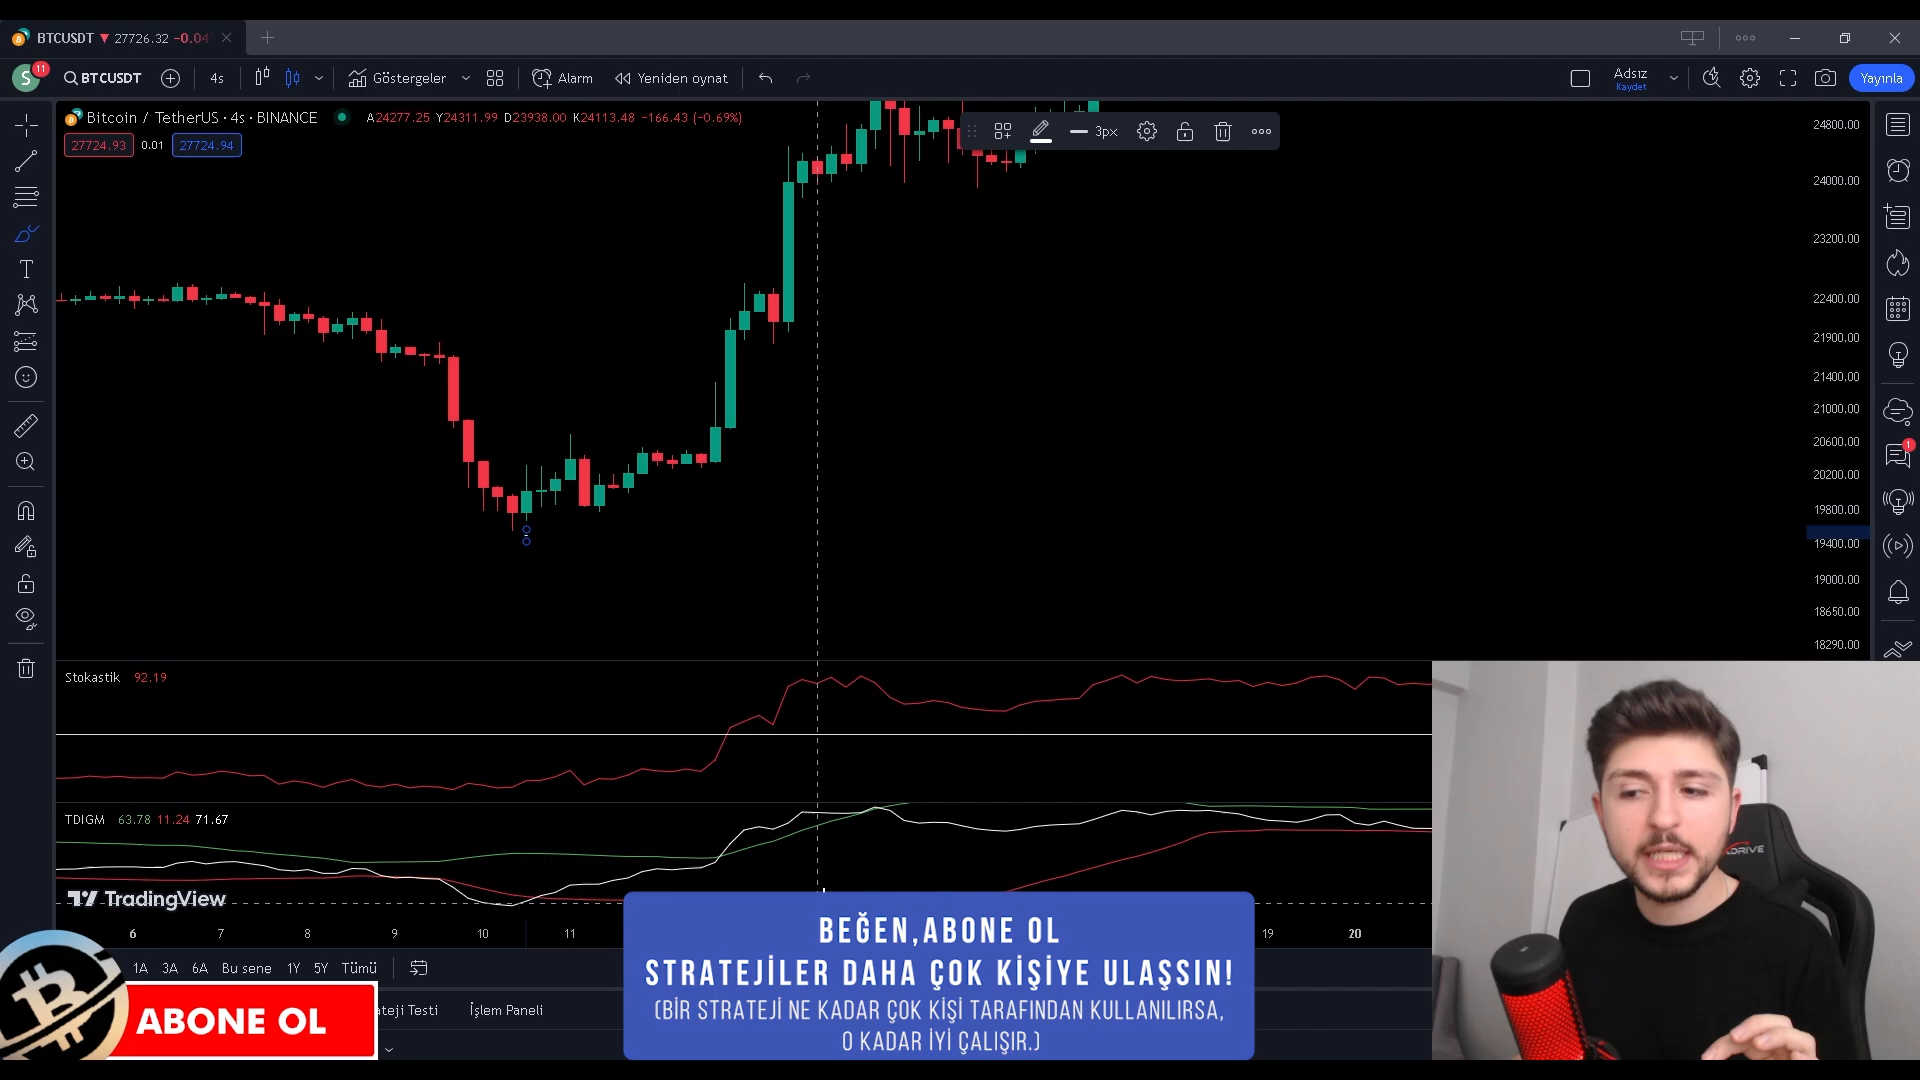 BTCUSDT 27726.32 −0.04
S 11 BTCUSDT 4s Göstergeler Alarm Yeniden oynat Adsız Kaydet Yayınla
Bitcoin / TetherUS · 4s · BINANCE A24277.25 Y24311.99 D23938.00 K24113.48 −166.43 (−0.69%)
27724.93 0.01 27724.94
3px
T
24800.00
24000.00
23200.00
22400.00
21900.00
21400.00
21000.00
20600.00
20200.00
19800.00
19400.00
19000.00
18650.00
18290.00
1
Stokastik 92.19
TDIGM 63.78 11.24 71.67
TradingView
6 7 8 9 10 11 19 20
1A 3A 6A Bu sene 1Y 5Y Tümü
teji Testi İşlem Paneli
ABONE OL
BEĞEN,ABONE OL
STRATEJİLER DAHA ÇOK KİŞİYE ULAŞSIN!
(BİR STRATEJİ NE KADAR ÇOK KİŞİ TARAFINDAN KULLANILIRSA,
O KADAR İYİ ÇALIŞIR.)